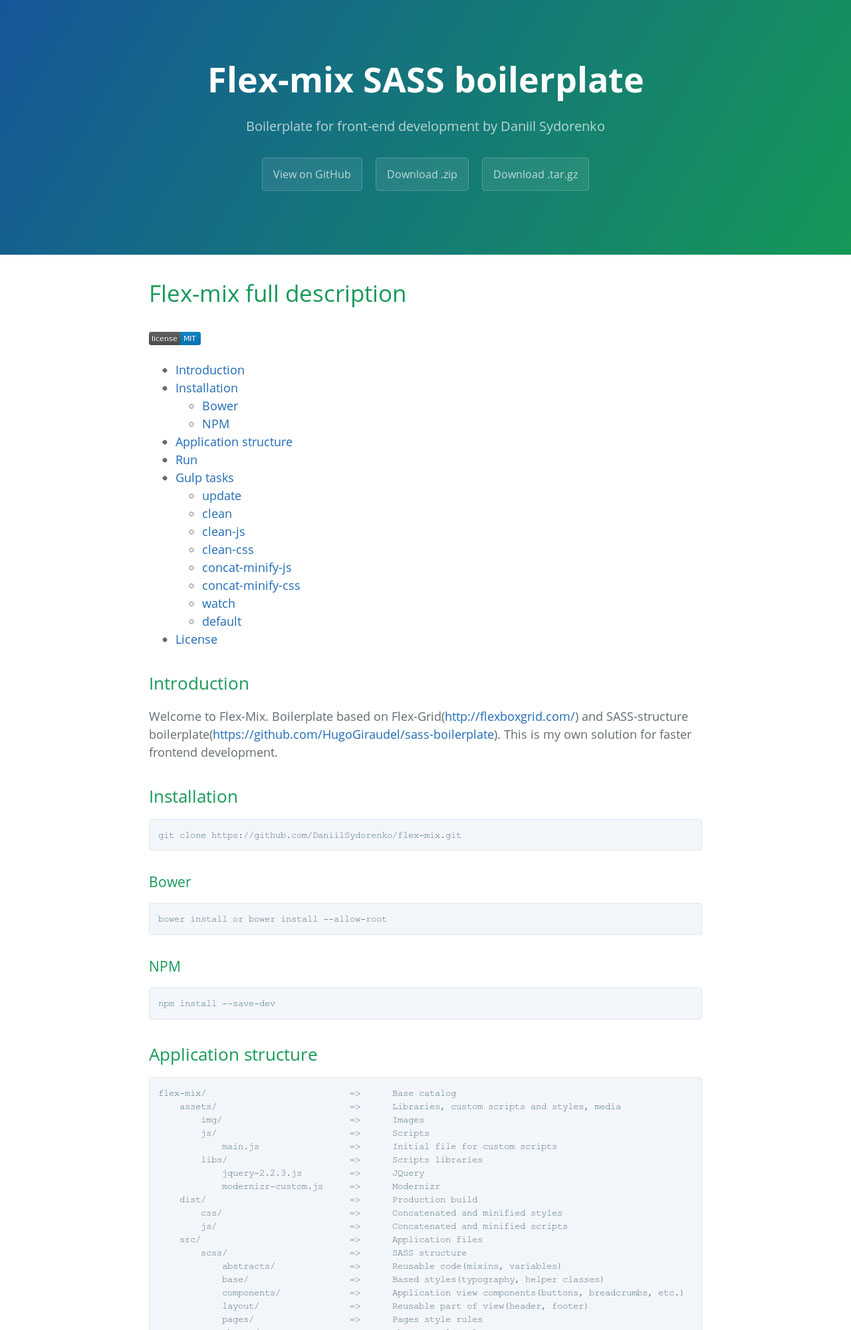 Flex-mix SASS boilerplate
Boilerplate for front-end development by Daniil Sydorenko
View on GitHub
Download .zip
Download .tar.gz
Flex-mix full description
license MIT
Introduction
Installation
Bower
NPM
Application structure
Run
Gulp tasks
update
clean
clean-js
clean-css
concat-minify-js
concat-minify-css
watch
default
License
Introduction
Welcome to Flex-Mix. Boilerplate based on Flex-Grid(http://flexboxgrid.com/) and SASS-structure
boilerplate(https://github.com/HugoGiraudel/sass-boilerplate). This is my own solution for faster
frontend development.
Installation
git clone https://github.com/DaniilSydorenko/flex-mix.git
Bower
bower install or bower install --allow-root
NPM
npm install --save-dev
Application structure
flex-mix/ => Base catalog
assets/ => Libraries, custom scripts and styles, media
img/ => Images
js/ => Scripts
main.js => Initial file for custom scripts
libs/ => Scripts libraries
jquery-2.2.3.js => JQuery
modernizr-custom.js => Modernizr
dist/ => Production build
css/ => Concatenated and minified styles
js/ => Concatenated and minified scripts
src/ => Application files
scss/ => SASS structure
abstracts/ => Reusable code(mixins, variables)
base/ => Based styles(typography, helper classes)
components/ => Application view components(buttons, breadcrumbs, etc.)
layout/ => Reusable part of view(header, footer)
pages/ => Pages style rules